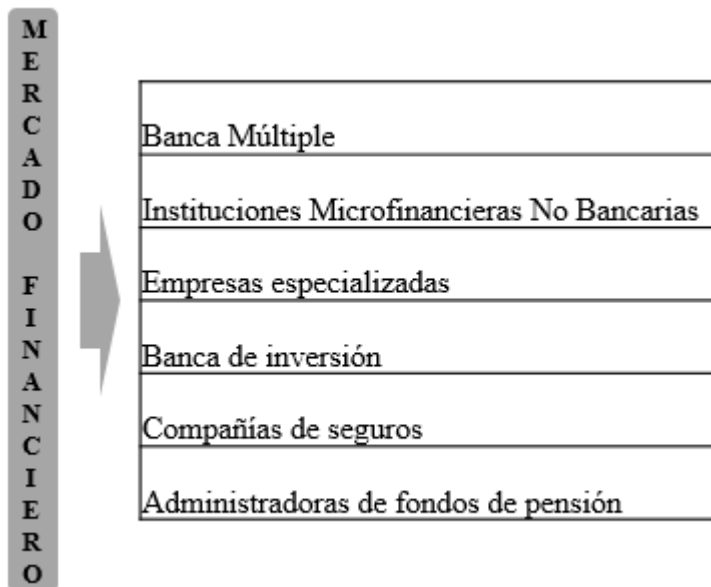 MERCADO FINANCIERO
Banca Múltiple
Instituciones Microfinancieras No Bancarias
Empresas especializadas
Banca de inversión
Compañías de seguros
Administradoras de fondos de pensión